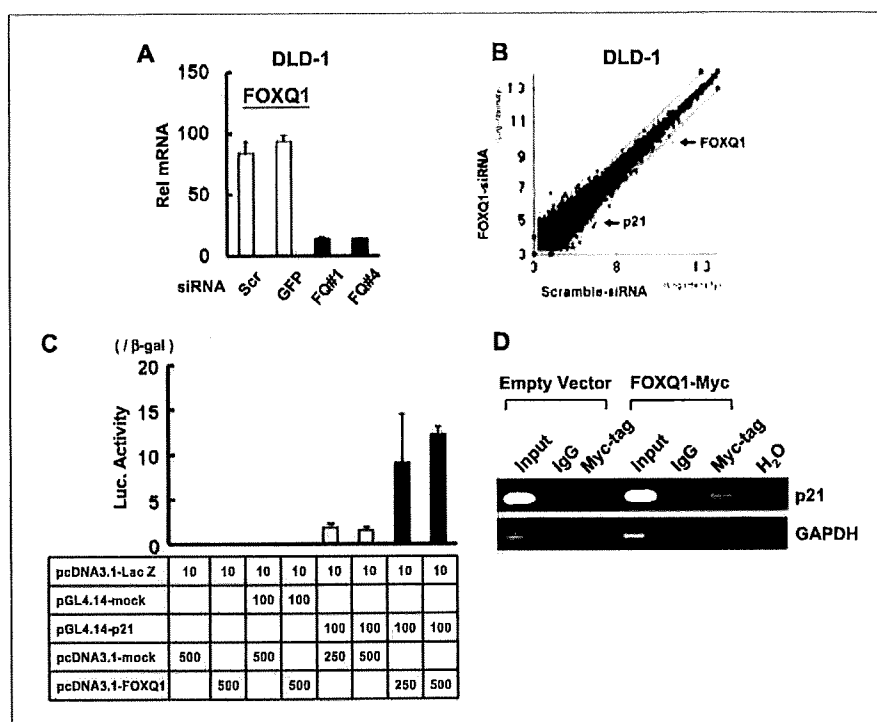 A
DLD-1
150
100
50
0
Rel mRNA
FOXQ1
siRNA
Scr
GFP
FQ#1
FQ#4
B
DLD-1
13
11
9
7
5
3
FOXQ1-siRNA
FOXQ1
p21
3 8 13
Scramble-siRNA
C
( / β-gal )
20
15
10
5
0
Luc. Activity
pcDNA3.1-Lac Z 10 10 10 10 10 10 10 10
pGL4.14-mock 100 100
pGL4.14-p21 100 100 100 100
pcDNA3.1-mock 500 500 250 500
pcDNA3.1-FOXQ1 500 500 250 500
D
Empty Vector FOXQ1-Myc
Input IgG Myc-tag Input IgG Myc-tag H₂O
p21
GAPDH